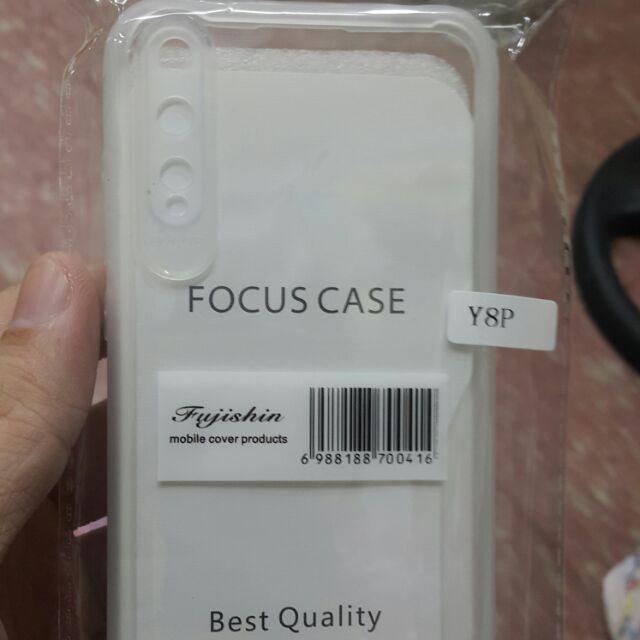 FOCUS CASE
Y8P
Fujishin
mobile cover products
6 988188 700416
Best Quality